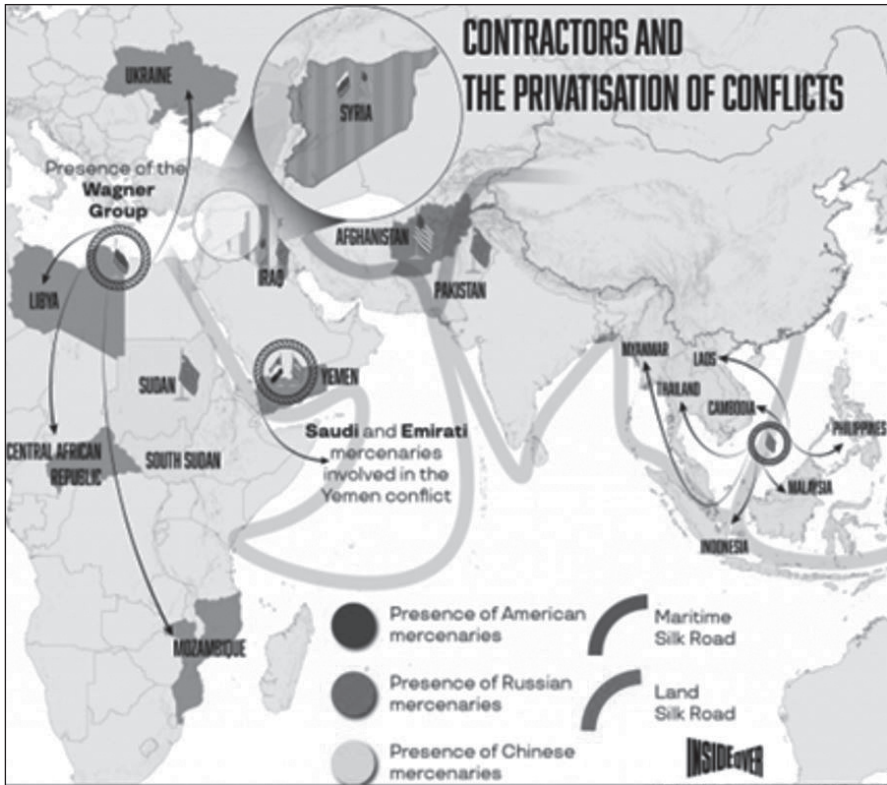 CONTRACTORS AND
THE PRIVATISATION OF CONFLICTS
UKRAINE
SYRIA
Presence of the
Wagner
Group
AFGHANISTAN
IRAQ
PAKISTAN
LIBYA
MYANMAR
LAOS
SUDAN
YEMEN
THAILAND
CAMBODIA
PHILIPPINES
Saudi and Emirati
mercenaries
involved in the
Yemen conflict
CENTRAL AFRICAN
REPUBLIC
SOUTH SUDAN
MALAYSIA
INDONESIA
MOZAMBIQUE
Presence of American
mercenaries
Maritime
Silk Road
Presence of Russian
mercenaries
Land
Silk Road
Presence of Chinese
mercenaries
INSIDEOVER